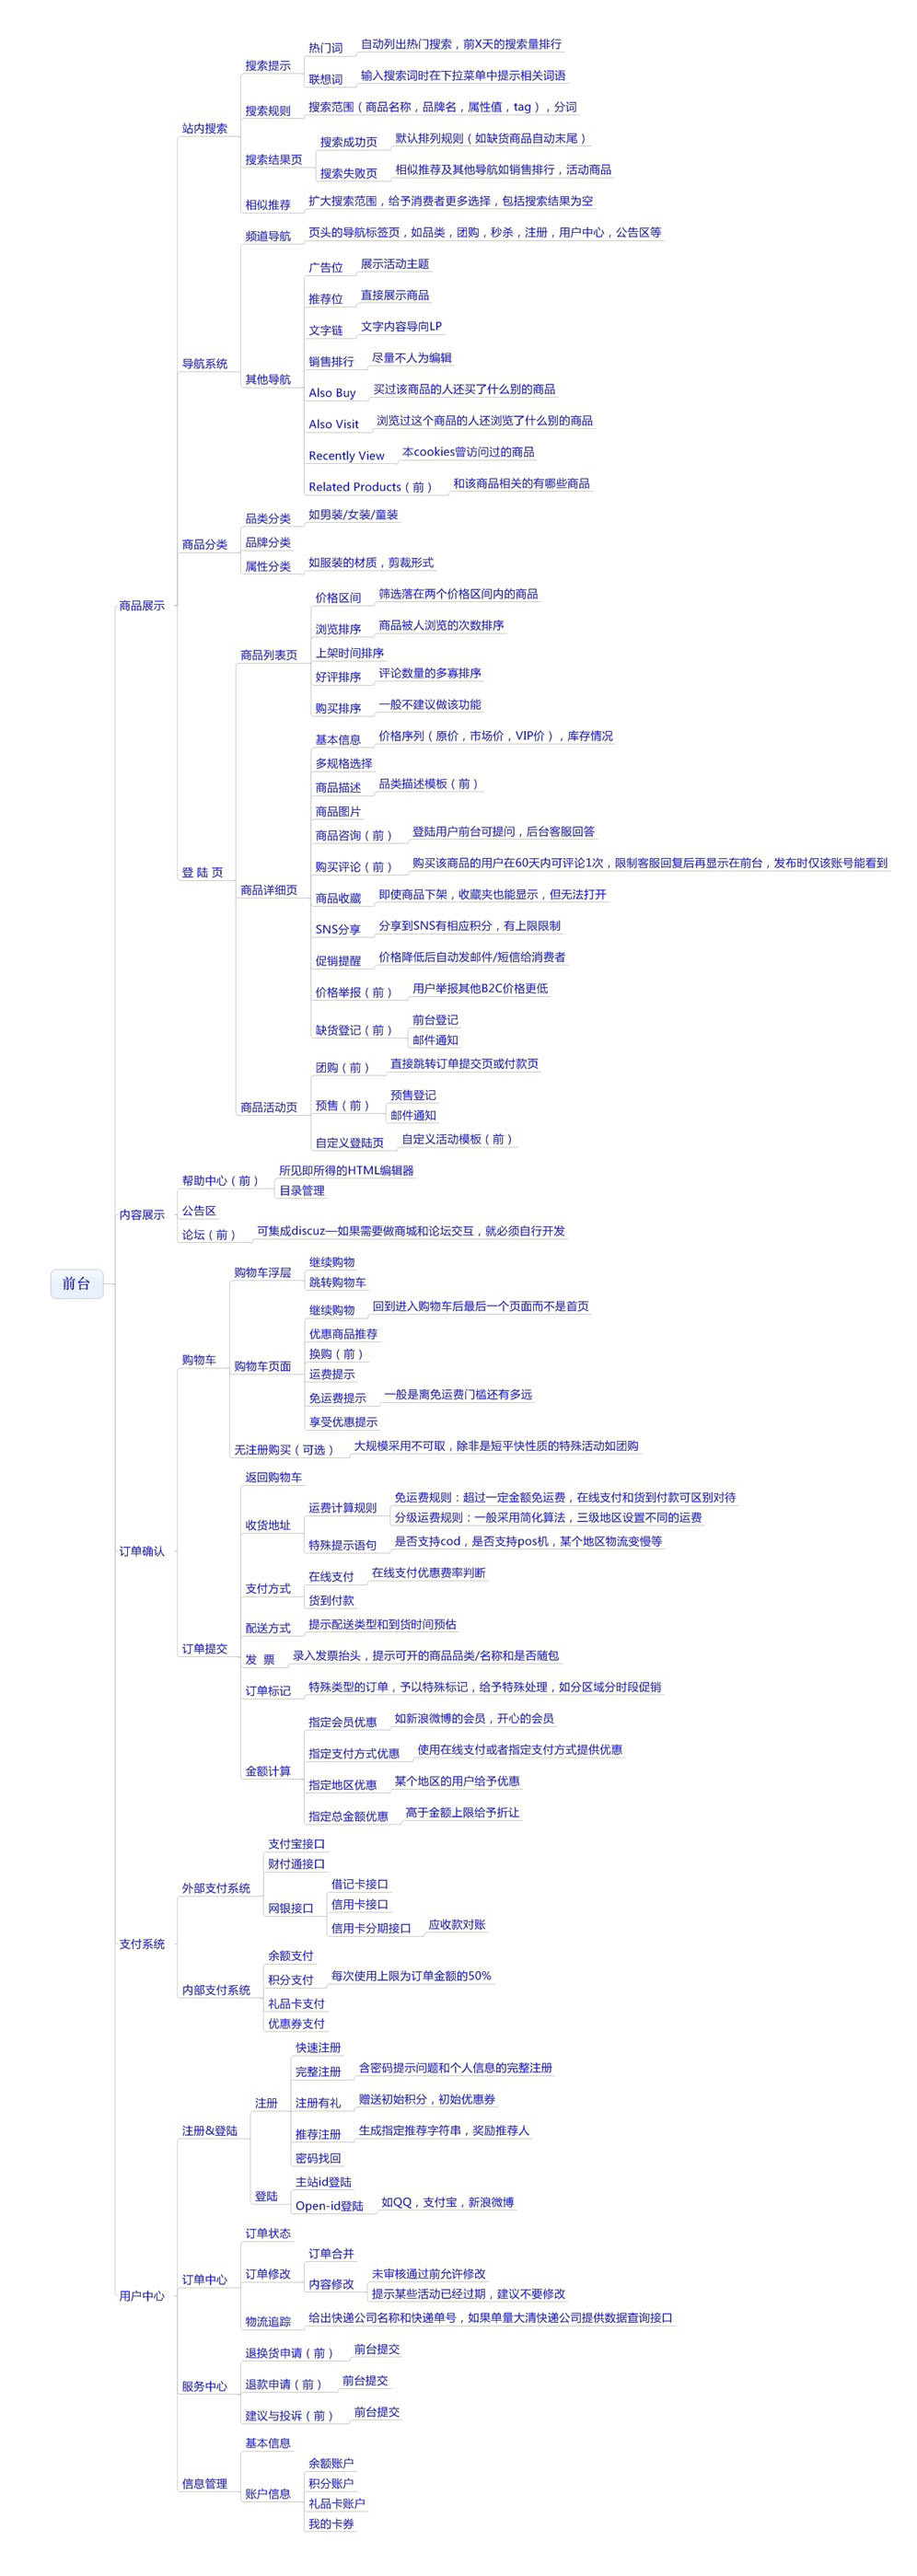 搜索提示
热门词
自动列出热门搜索，前X天的搜索量排行
联想词
输入搜索词时在下拉菜单中提示相关词语
站内搜索
搜索规则
搜索范围（商品名称，品牌名，属性值，tag），分词
搜索结果页
搜索成功页
默认排列规则（如缺货商品自动末尾）
搜索失败页
相似推荐及其他导航如销售排行，活动商品
相似推荐
扩大搜索范围，给予消费者更多选择，包括搜索结果为空
频道导航
页头的导航标签页，如品类，团购，秒杀，注册，用户中心，公告区等
导航系统
其他导航
广告位
展示活动主题
推荐位
直接展示商品
文字链
文字内容导向LP
销售排行
尽量不人为编辑
Also Buy
买过该商品的人还买了什么别的商品
Also Visit
浏览过这个商品的人还浏览了什么别的商品
Recently View
本cookies曾访问过的商品
Related Products（前）
和该商品相关的有哪些商品
商品分类
品类分类
如男装/女装/童装
品牌分类
属性分类
如服装的材质，剪裁形式
商品展示
商品列表页
价格区间
筛选落在两个价格区间内的商品
浏览排序
商品被人浏览的次数排序
上架时间排序
好评排序
评论数量的多寡排序
购买排序
一般不建议做该功能
登 陆 页
商品详细页
基本信息
价格序列（原价，市场价，VIP价），库存情况
多规格选择
商品描述
品类描述模板（前）
商品图片
商品咨询（前）
登陆用户前台可提问，后台客服回答
购买评论（前）
购买该商品的用户在60天内可评论1次，限制客服回复后再显示在前台，发布时仅该账号能看到
商品收藏
即使商品下架，收藏夹也能显示，但无法打开
SNS分享
分享到SNS有相应积分，有上限限制
促销提醒
价格降低后自动发邮件/短信给消费者
价格举报（前）
用户举报其他B2C价格更低
缺货登记（前）
前台登记
邮件通知
商品活动页
团购（前）
直接跳转订单提交页或付款页
预售（前）
预售登记
邮件通知
自定义登陆页
自定义活动模板（前）
内容展示
帮助中心（前）
所见即所得的HTML编辑器
目录管理
公告区
论坛（前）
可集成discuz—如果需要做商城和论坛交互，就必须自行开发
前台
购物车
购物车浮层
继续购物
跳转购物车
购物车页面
继续购物
回到进入购物车后最后一个页面而不是首页
优惠商品推荐
换购（前）
运费提示
免运费提示
一般是离免运费门槛还有多远
享受优惠提示
无注册购买（可选）
大规模采用不可取，除非是短平快性质的特殊活动如团购
订单确认
订单提交
返回购物车
收货地址
运费计算规则
免运费规则：超过一定金额免运费，在线支付和货到付款可区别对待
分级运费规则：一般采用简化算法，三级地区设置不同的运费
特殊提示语句
是否支持cod，是否支持pos机，某个地区物流变慢等
支付方式
在线支付
在线支付优惠费率判断
货到付款
配送方式
提示配送类型和到货时间预估
发 票
录入发票抬头，提示可开的商品品类/名称和是否随包
订单标记
特殊类型的订单，予以特殊标记，给予特殊处理，如分区域分时段促销
金额计算
指定会员优惠
如新浪微博的会员，开心的会员
指定支付方式优惠
使用在线支付或者指定支付方式提供优惠
指定地区优惠
某个地区的用户给予优惠
指定总金额优惠
高于金额上限给予折让
支付系统
外部支付系统
支付宝接口
财付通接口
网银接口
借记卡接口
信用卡接口
信用卡分期接口
应收款对账
内部支付系统
余额支付
积分支付
每次使用上限为订单金额的50%
礼品卡支付
优惠券支付
用户中心
注册&登陆
注册
快速注册
完整注册
含密码提示问题和个人信息的完整注册
注册有礼
赠送初始积分，初始优惠券
推荐注册
生成指定推荐字符串，奖励推荐人
密码找回
登陆
主站id登陆
Open-id登陆
如QQ，支付宝，新浪微博
订单中心
订单状态
订单修改
订单合并
内容修改
未审核通过前允许修改
提示某些活动已经过期，建议不要修改
物流追踪
给出快递公司名称和快递单号，如果单量大清快递公司提供数据查询接口
服务中心
退换货申请（前）
前台提交
退款申请（前）
前台提交
建议与投诉（前）
前台提交
信息管理
基本信息
账户信息
余额账户
积分账户
礼品卡账户
我的卡券